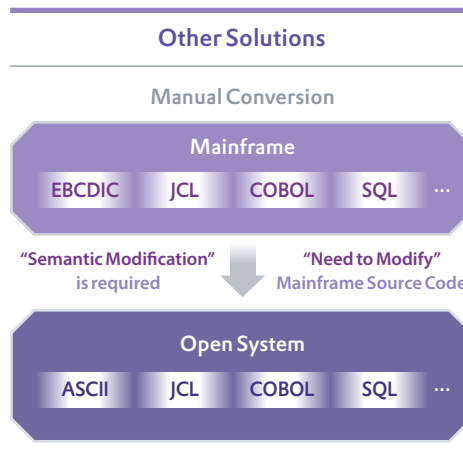 Other Solutions
Manual Conversion
Mainframe
EBCDIC JCL COBOL SQL ...
“Semantic Modification” “Need to Modify”
is required Mainframe Source Code
Open System
ASCII JCL COBOL SQL ...